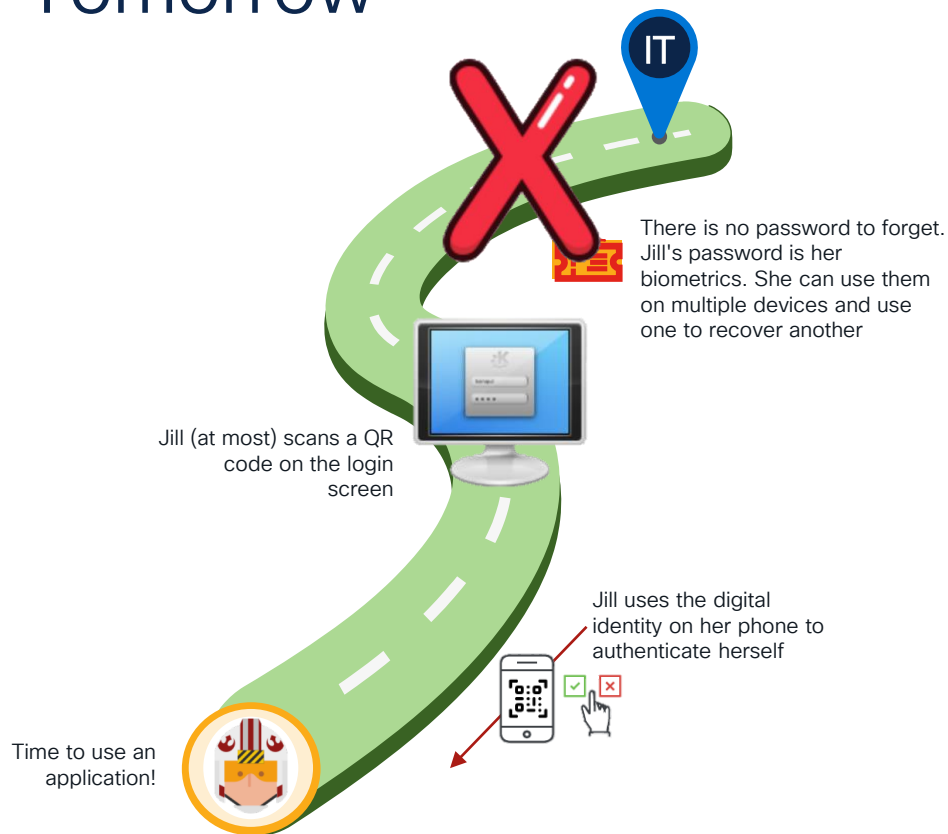 Tomorrow
IT
There is no password to forget.
Jill's password is her
biometrics. She can use them
on multiple devices and use
one to recover another
Jill (at most) scans a QR
code on the login
screen
Jill uses the digital
identity on her phone to
authenticate herself
Time to use an
application!